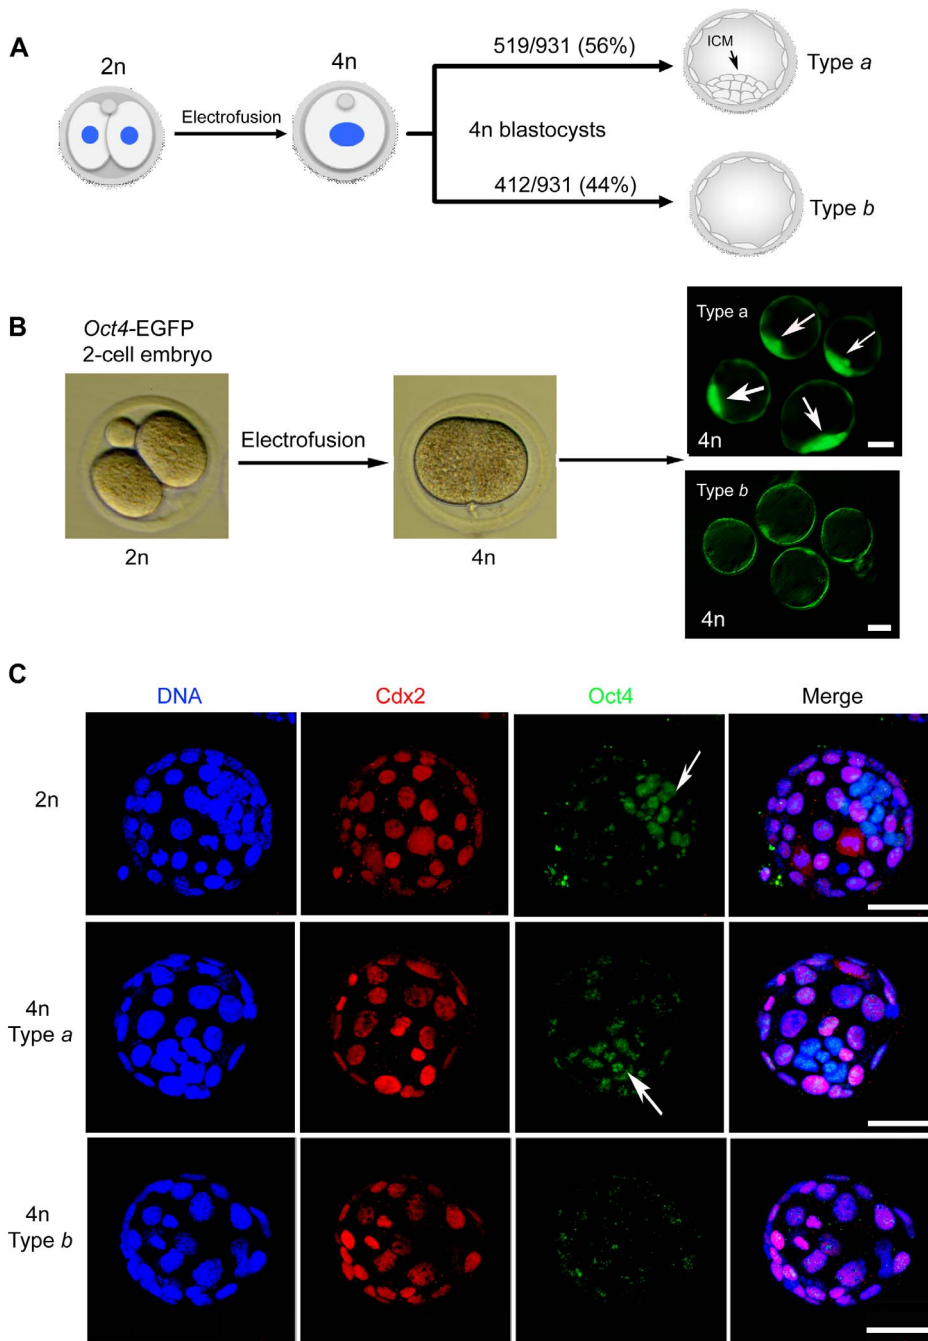 A
2n
Electrofusion
4n
519/931 (56%)
ICM
Type a
4n blastocysts
412/931 (44%)
Type b
B
Oct4-EGFP
2-cell embryo
2n
Electrofusion
4n
Type a
4n
Type b
4n
C
DNA
Cdx2
Oct4
Merge
2n
4n
Type a
4n
Type b